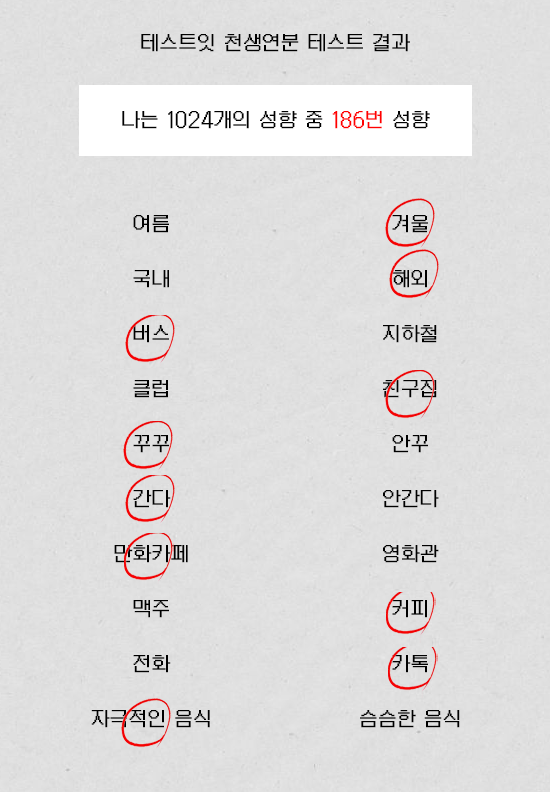 테스트잇 천생연분 테스트 결과
나는 1024개의 성향 중 186번 성향
여름 겨울
국내 해외
버스 지하철
클럽 친구집
꾸꾸 안꾸
간다 안간다
만화카페 영화관
맥주 커피
전화 카톡
자극적인 음식 슴슴한 음식